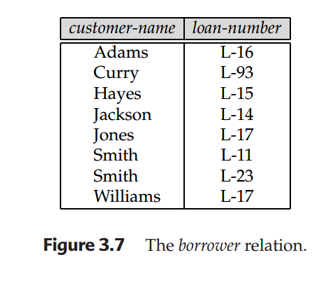 customer-name loan-number
Adams L-16
Curry L-93
Hayes L-15
Jackson L-14
Jones L-17
Smith L-11
Smith L-23
Williams L-17
Figure 3.7 The borrower relation.